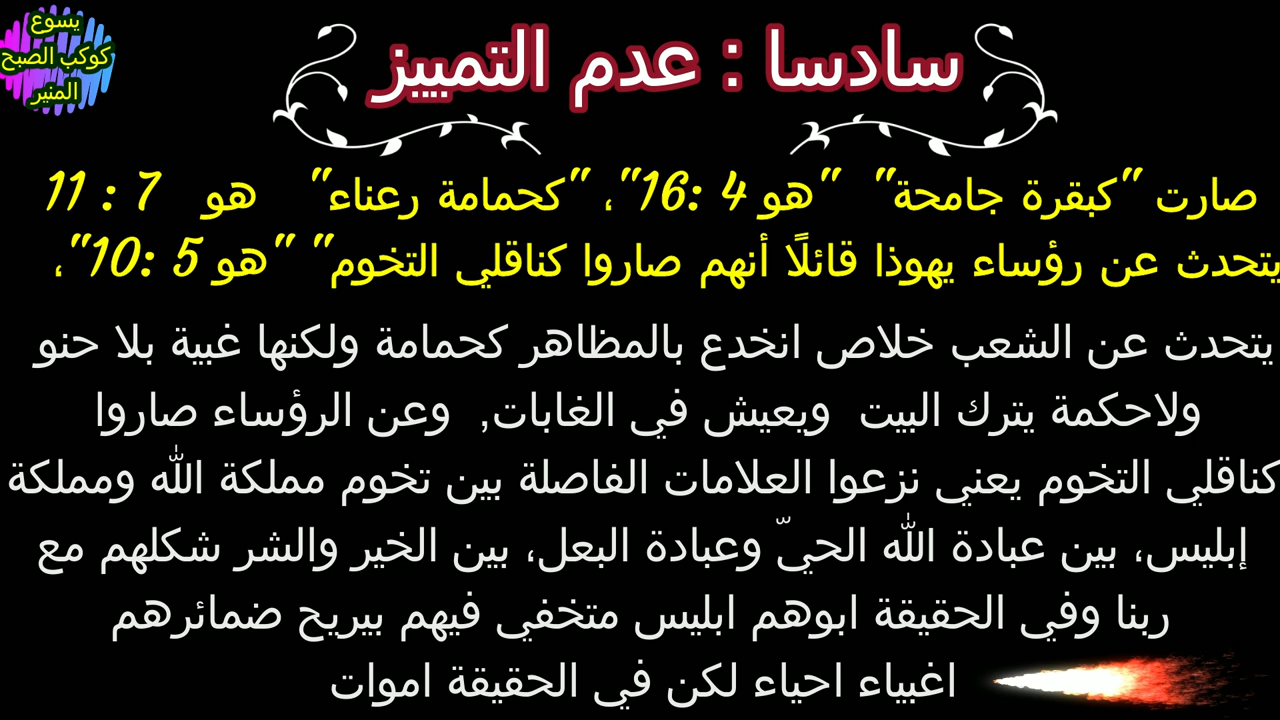 يسوع
كوكب الصبح
المنير
سادسا : عدم التمييز
صارت "كبقرة جامحة" "هو 4 :16"، "كحمامة رعناء" هو 7 : 11
يتحدث عن رؤساء يهوذا قائلًا أنهم صاروا كناقلي التخوم" "هو 5 :10"،
يتحدث عن الشعب خلاص انخدع بالمظاهر كحمامة ولكنها غبية بلا حنو
ولاحكمة يترك البيت ويعيش في الغابات, وعن الرؤساء صاروا
كناقلي التخوم يعني نزعوا العلامات الفاصلة بين تخوم مملكة الله ومملكة
إبليس، بين عبادة الله الحيّ وعبادة البعل، بين الخير والشر شكلهم مع
ربنا وفي الحقيقة ابوهم ابليس متخفي فيهم بيريح ضمائرهم
اغبياء احياء لكن في الحقيقة اموات